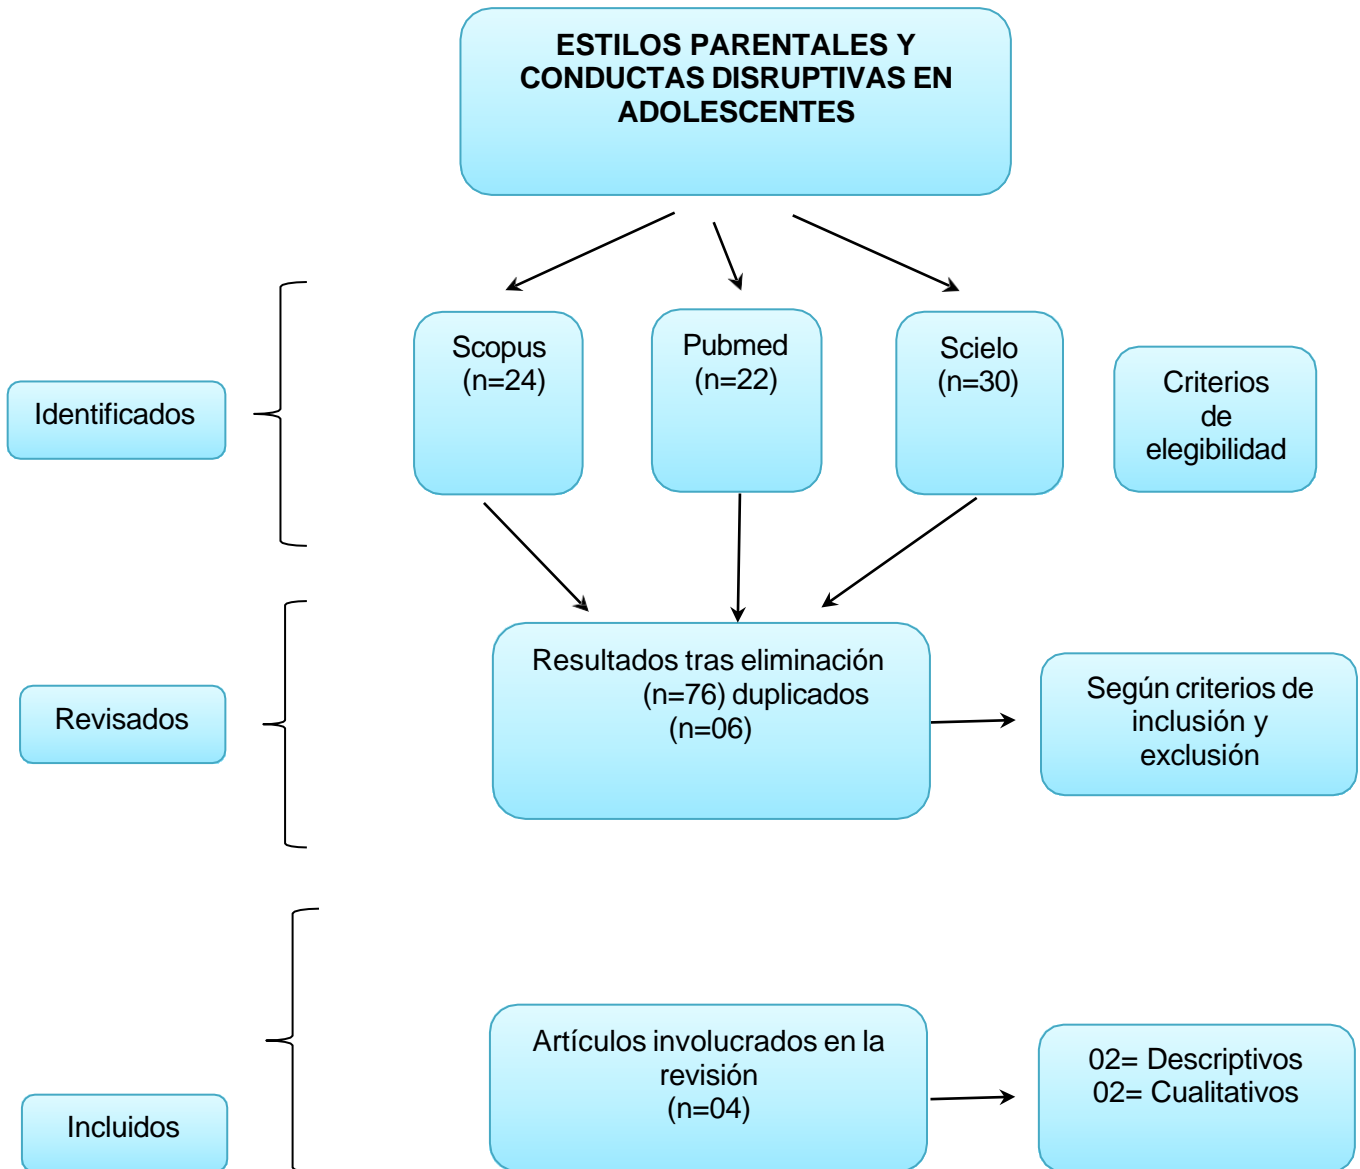 ESTILOS PARENTALES Y
CONDUCTAS DISRUPTIVAS EN
ADOLESCENTES
Identificados
Scopus
(n=24)
Pubmed
(n=22)
Scielo
(n=30)
Criterios
de
elegibilidad
Revisados
Resultados tras eliminación
(n=76) duplicados
(n=06)
Según criterios de
inclusión y
exclusión
Incluidos
Artículos involucrados en la
revisión
(n=04)
02= Descriptivos
02= Cualitativos